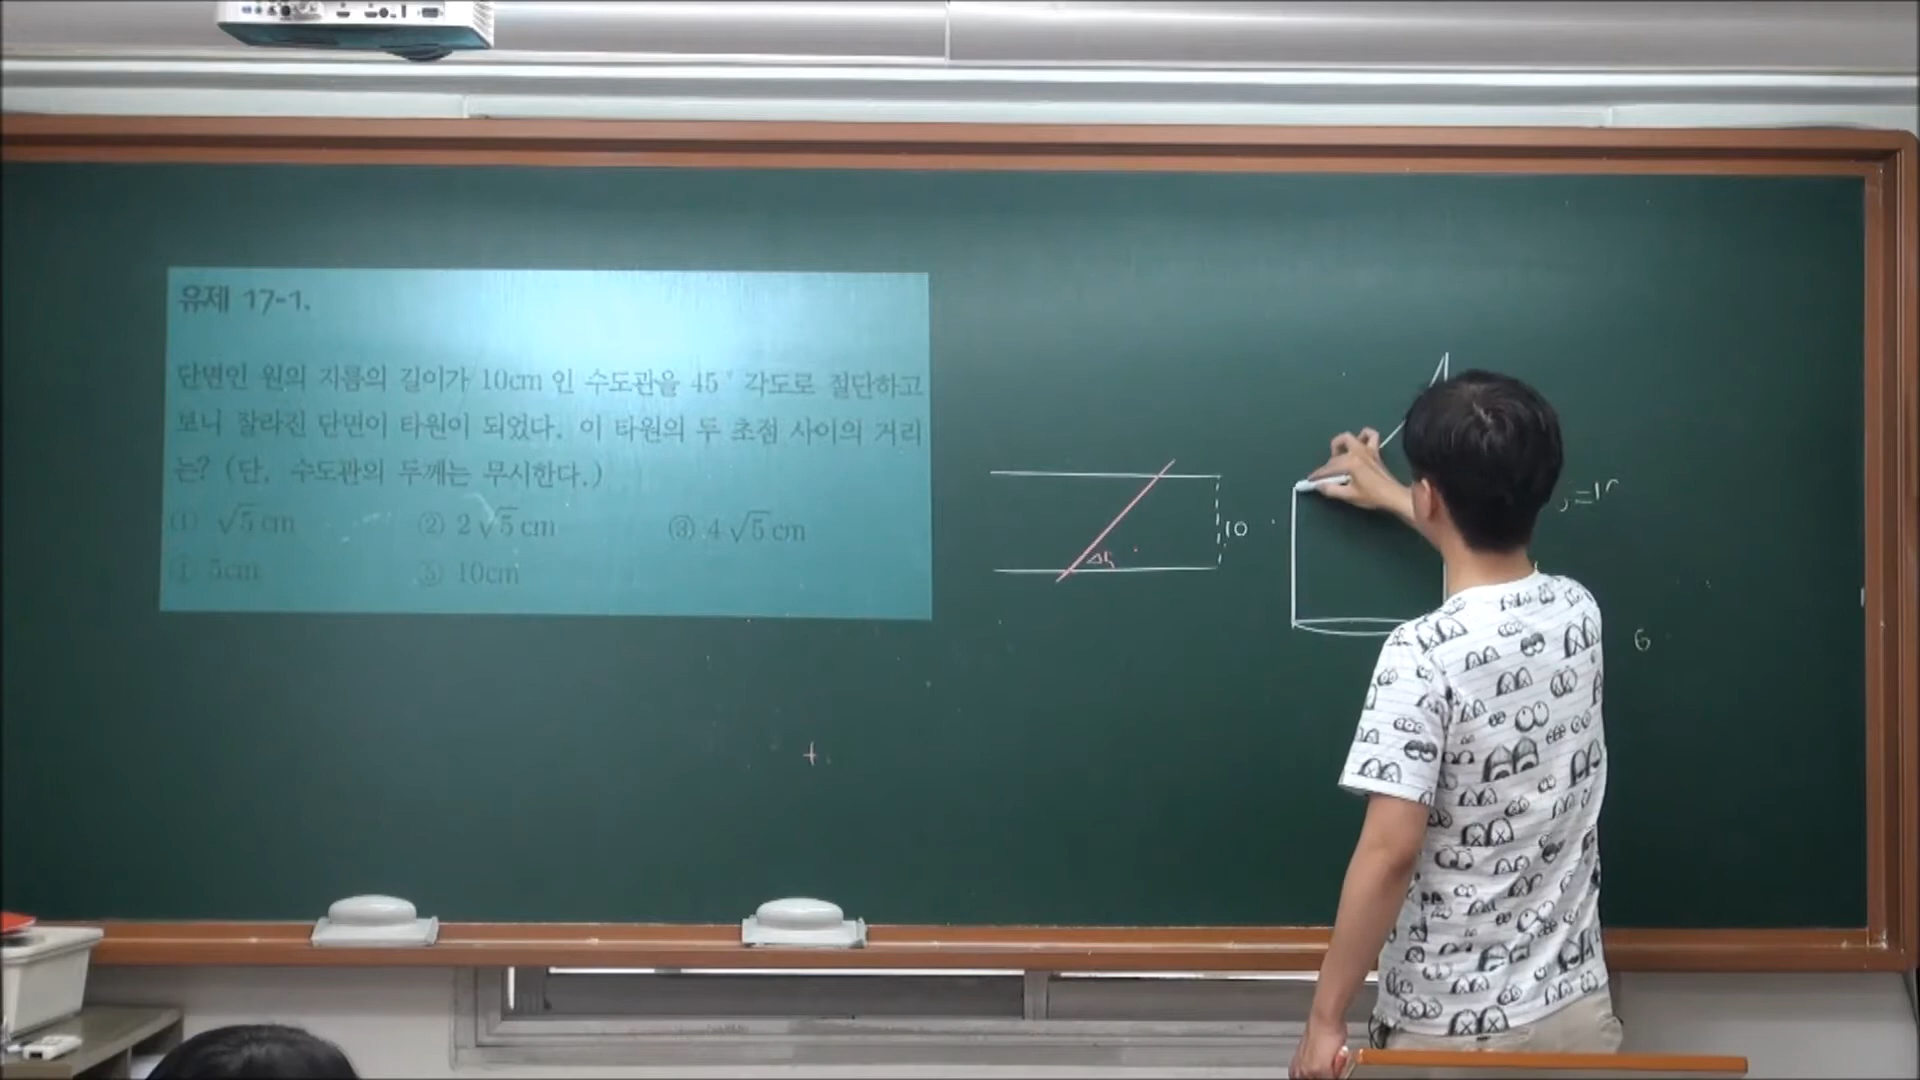 유제 17-1.
단면인 원의 지름의 길이가 10cm 인 수도관을 45° 각도로 절단하고
보니 잘라진 단면이 타원이 되었다. 이 타원의 두 초점 사이의 거리
는? (단, 수도관의 두께는 무시한다.)
① √5 cm ② 2√5 cm ③ 4√5 cm
④ 5cm ⑤ 10cm
45
10
6